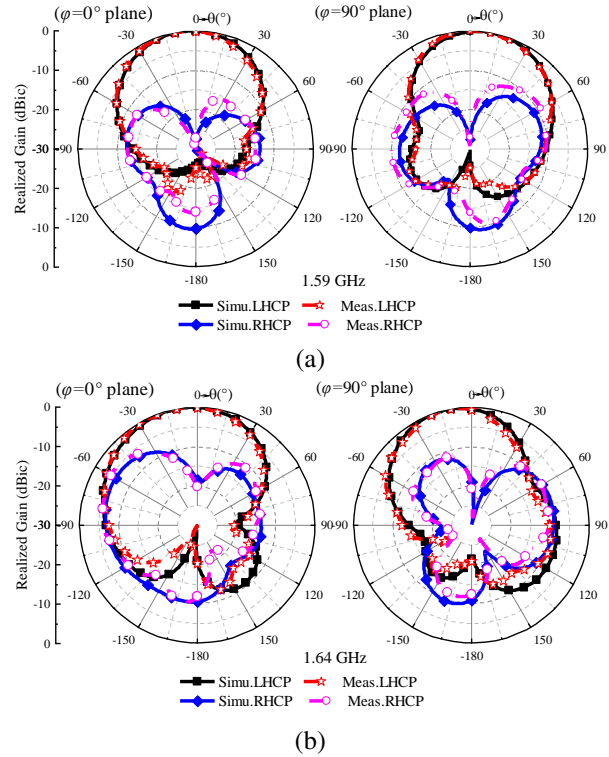 (φ=0° plane)
0→θ(°)
(φ=90° plane)
0→θ(°)
-30
30
-30
30
-60
60
-60
60
-90
90
-90
90
-120
120
-120
120
-150
150
-150
150
-180
-180
0
-10
-20
-30
-20
-10
0
Realized Gain (dBic)
1.59 GHz
Simu.LHCP
Meas.LHCP
Simu.RHCP
Meas.RHCP
(a)
(φ=0° plane)
0→θ(°)
(φ=90° plane)
0→θ(°)
-30
30
-30
30
-60
60
-60
60
-90
90
-90
90
-120
120
-120
120
-150
150
-150
150
-180
-180
0
-10
-20
-30
-20
-10
0
Realized Gain (dBic)
1.64 GHz
Simu.LHCP
Meas.LHCP
Simu.RHCP
Meas.RHCP
(b)